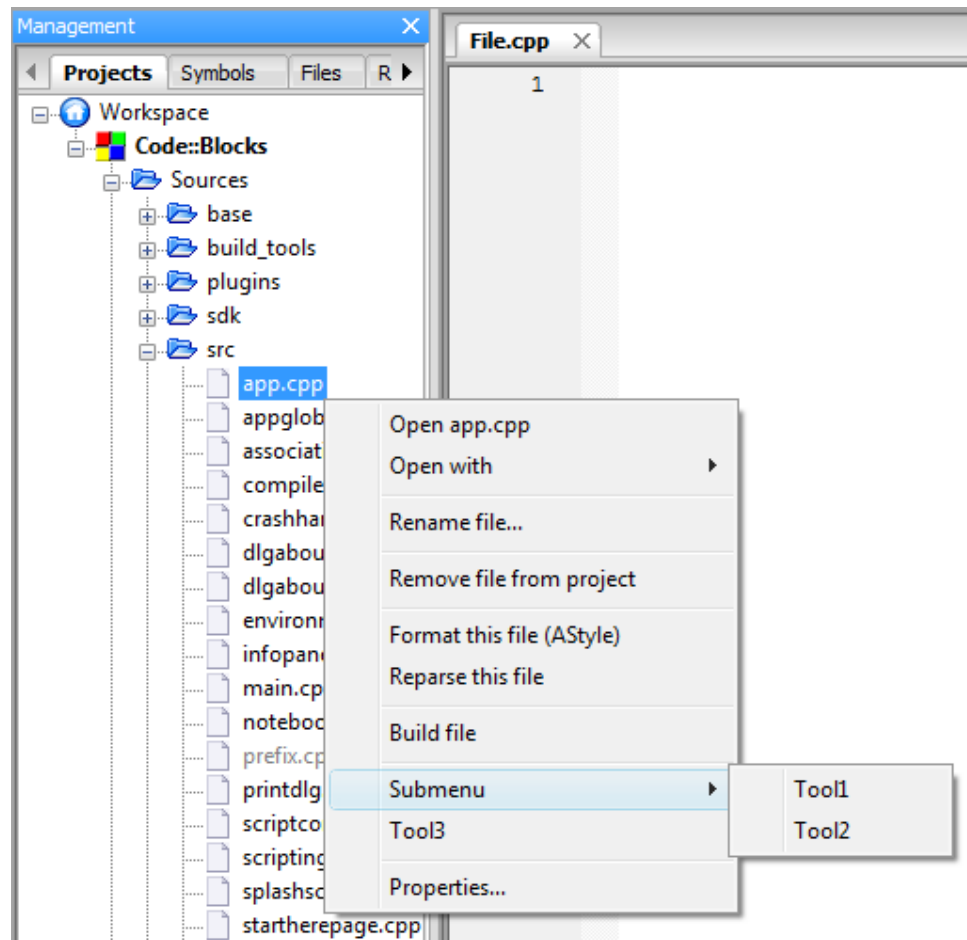 Management
Projects Symbols Files R
Workspace
Code::Blocks
Sources
base
build_tools
plugins
sdk
src
app.cpp
appglob
associat
compile
crashhar
dlgabou
dlgabou
environr
infopan
main.cp
noteboo
prefix.cp
printdlg
scriptco
scripting
splashsc
startherepage.cpp
File.cpp
1
Open app.cpp
Open with
Rename file...
Remove file from project
Format this file (AStyle)
Reparse this file
Build file
Submenu
Tool3
Properties...
Tool1
Tool2